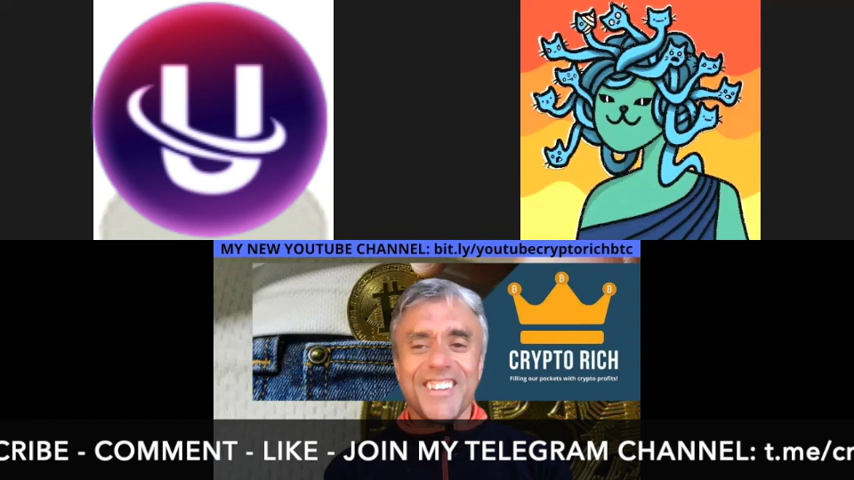 U
MY NEW YOUTUBE CHANNEL: bit.ly/youtubecryptorichbtc
CRYPTO RICH
Filling our pockets with crypto profits!
CRIBE - COMMENT - LIKE - JOIN MY TELEGRAM CHANNEL: t.me/cr